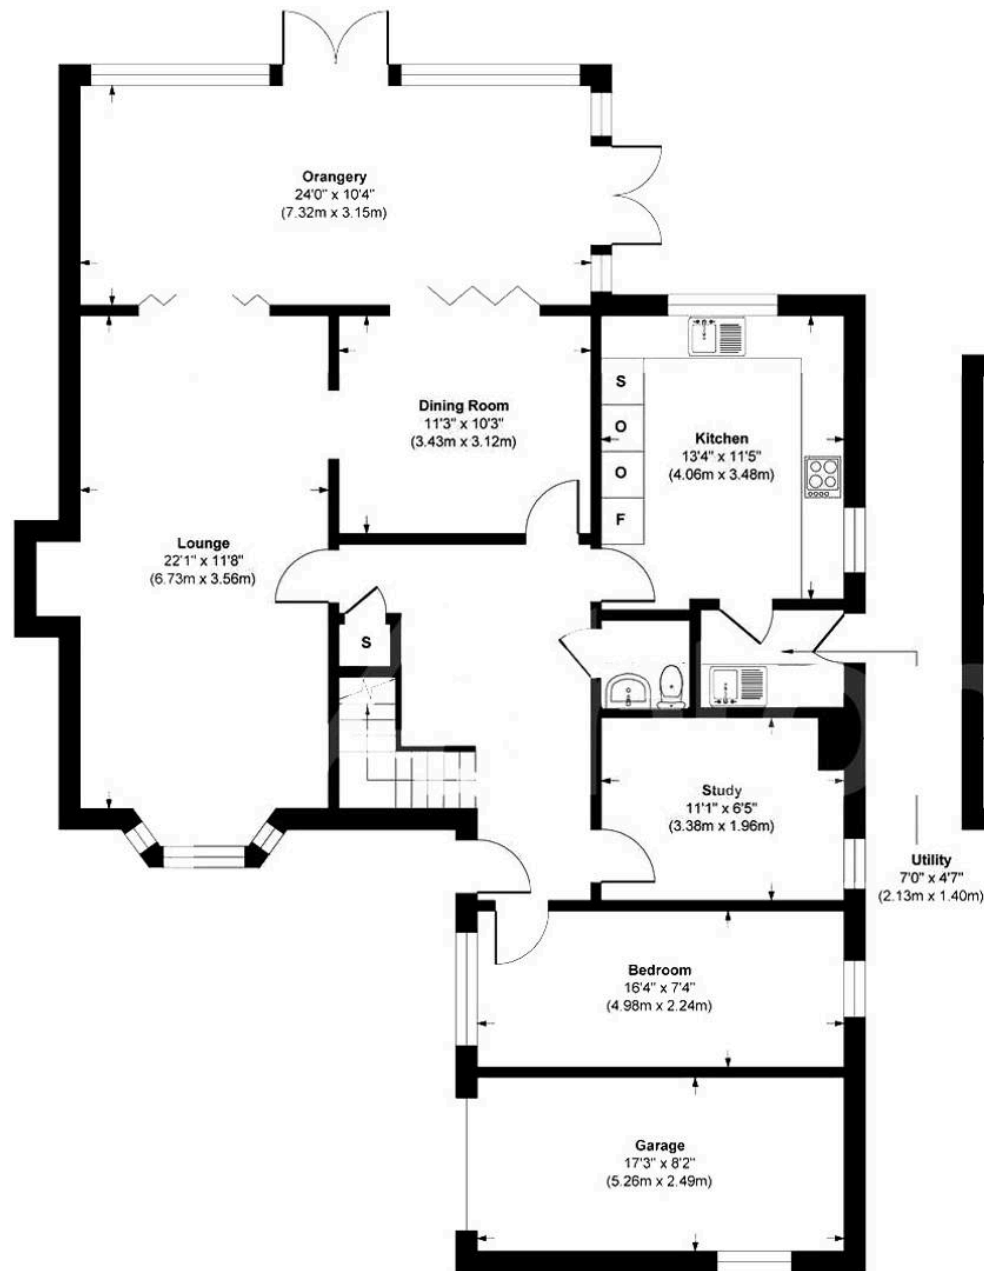 Orangery
24'0" x 10'4"
(7.32m x 3.15m)
Dining Room
11'3" x 10'3"
(3.43m x 3.12m)
S
O
O
F
Kitchen
13'4" x 11'5"
(4.06m x 3.48m)
Lounge
22'1" x 11'8"
(6.73m x 3.56m)
S
Study
11'1" x 6'5"
(3.38m x 1.96m)
Utility
7'0" x 4'7"
(2.13m x 1.40m)
Bedroom
16'4" x 7'4"
(4.98m x 2.24m)
Garage
17'3" x 8'2"
(5.26m x 2.49m)